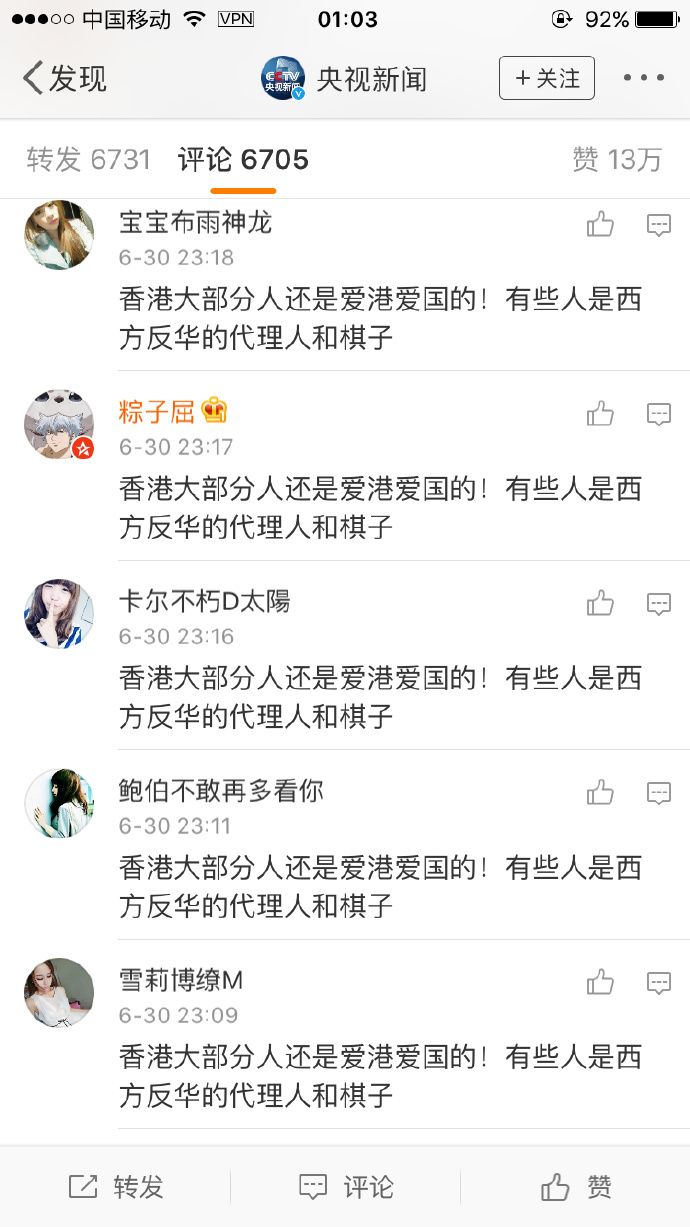 中国移动 VPN 01:03 92%
发现 CCTV 央视新闻 央视新闻 +关注
转发 6731 评论 6705 赞 13万
宝宝布雨神龙
6-30 23:18
香港大部分人还是爱港爱国的！有些人是西
方反华的代理人和棋子
粽子屈
6-30 23:17
香港大部分人还是爱港爱国的！有些人是西
方反华的代理人和棋子
卡尔不朽D太陽
6-30 23:16
香港大部分人还是爱港爱国的！有些人是西
方反华的代理人和棋子
鲍伯不敢再多看你
6-30 23:11
香港大部分人还是爱港爱国的！有些人是西
方反华的代理人和棋子
雪莉博缭M
6-30 23:09
香港大部分人还是爱港爱国的！有些人是西
方反华的代理人和棋子
转发 评论 赞